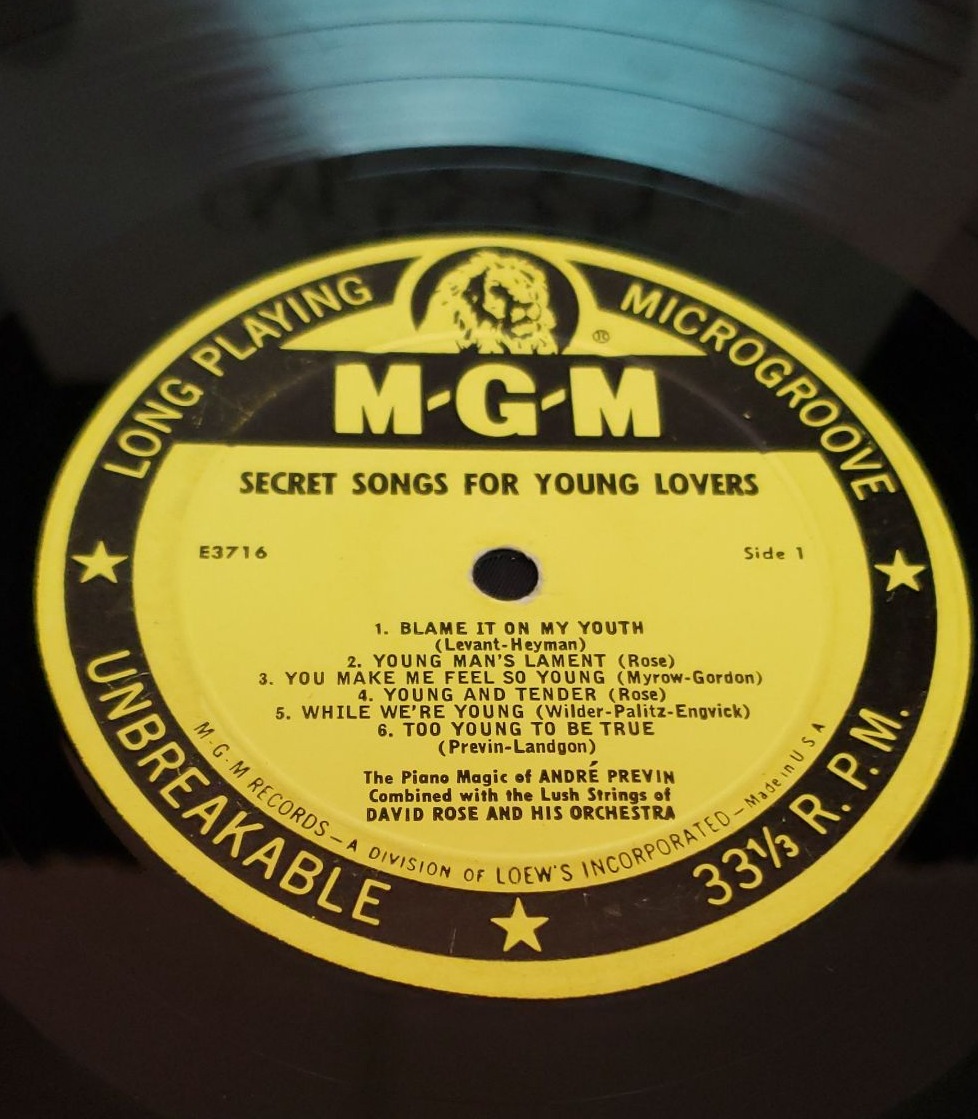 LONG PLAYING
MICROGROOVE
®
M-G-M
SECRET SONGS FOR YOUNG LOVERS
E3716
Side 1
1. BLAME IT ON MY YOUTH
(Levant-Heyman)
2. YOUNG MAN'S LAMENT (Rose)
3. YOU MAKE ME FEEL SO YOUNG (Myrow-Gordon)
4. YOUNG AND TENDER (Rose)
5. WHILE WE'RE YOUNG (Wilder-Palitz-Engvick)
6. TOO YOUNG TO BE TRUE
(Previn-Landgon)
The Piano Magic of ANDRÉ PREVIN
Combined with the Lush Strings of
DAVID ROSE AND HIS ORCHESTRA
M-G-M RECORDS – A DIVISION OF LOEW'S INCORPORATED – Made in U S A
UNBREAKABLE
33⅓ R. P. M.